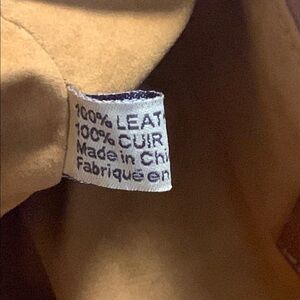 100% LEAT
100% CUIR
Made in Chi
Fabriqué en